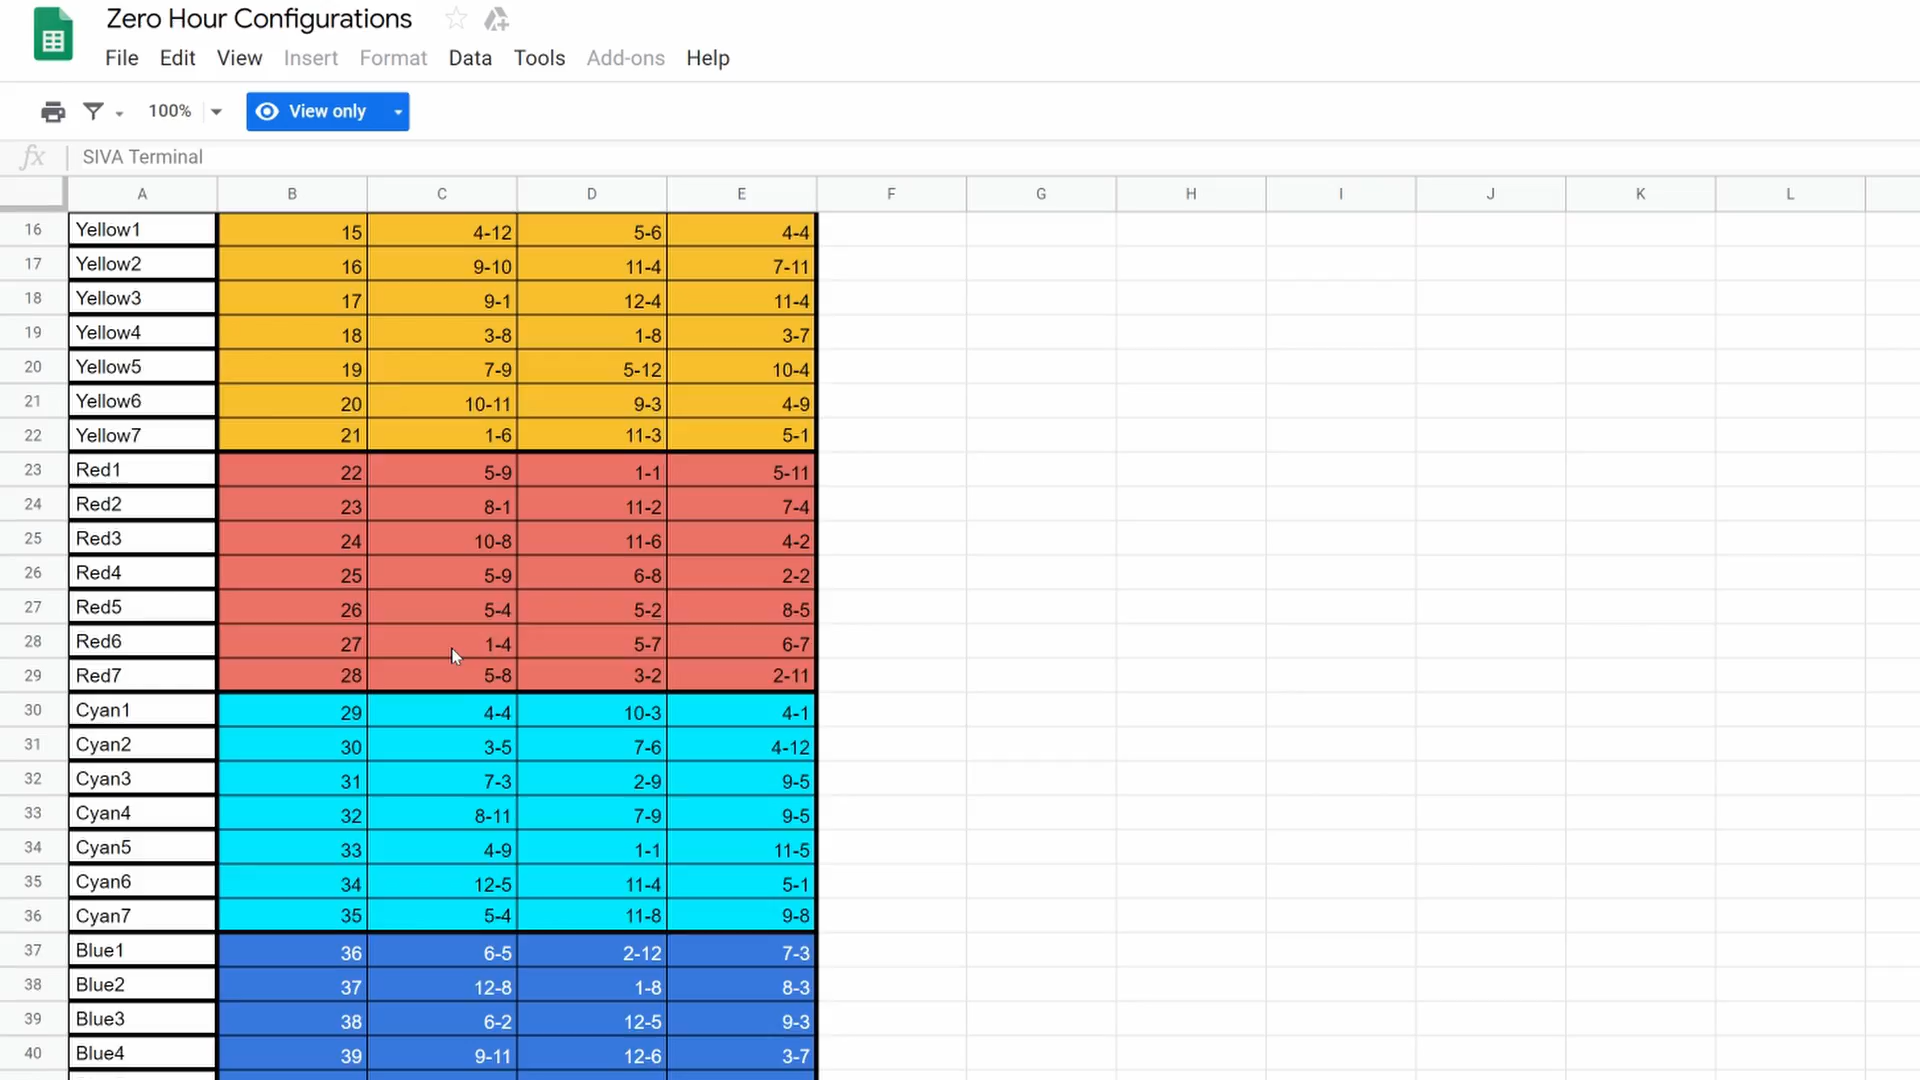 Zero Hour Configurations
File Edit View Insert Format Data Tools Add-ons Help
100% View only
fx SIVA Terminal
A B C D E F G H I J K L
16 Yellow1 15 4-12 5-6 4-4
17 Yellow2 16 9-10 11-4 7-11
18 Yellow3 17 9-1 12-4 11-4
19 Yellow4 18 3-8 1-8 3-7
20 Yellow5 19 7-9 5-12 10-4
21 Yellow6 20 10-11 9-3 4-9
22 Yellow7 21 1-6 11-3 5-1
23 Red1 22 5-9 1-1 5-11
24 Red2 23 8-1 11-2 7-4
25 Red3 24 10-8 11-6 4-2
26 Red4 25 5-9 6-8 2-2
27 Red5 26 5-4 5-2 8-5
28 Red6 27 1-4 5-7 6-7
29 Red7 28 5-8 3-2 2-11
30 Cyan1 29 4-4 10-3 4-1
31 Cyan2 30 3-5 7-6 4-12
32 Cyan3 31 7-3 2-9 9-5
33 Cyan4 32 8-11 7-9 9-5
34 Cyan5 33 4-9 1-1 11-5
35 Cyan6 34 12-5 11-4 5-1
36 Cyan7 35 5-4 11-8 9-8
37 Blue1 36 6-5 2-12 7-3
38 Blue2 37 12-8 1-8 8-3
39 Blue3 38 6-2 12-5 9-3
40 Blue4 39 9-11 12-6 3-7